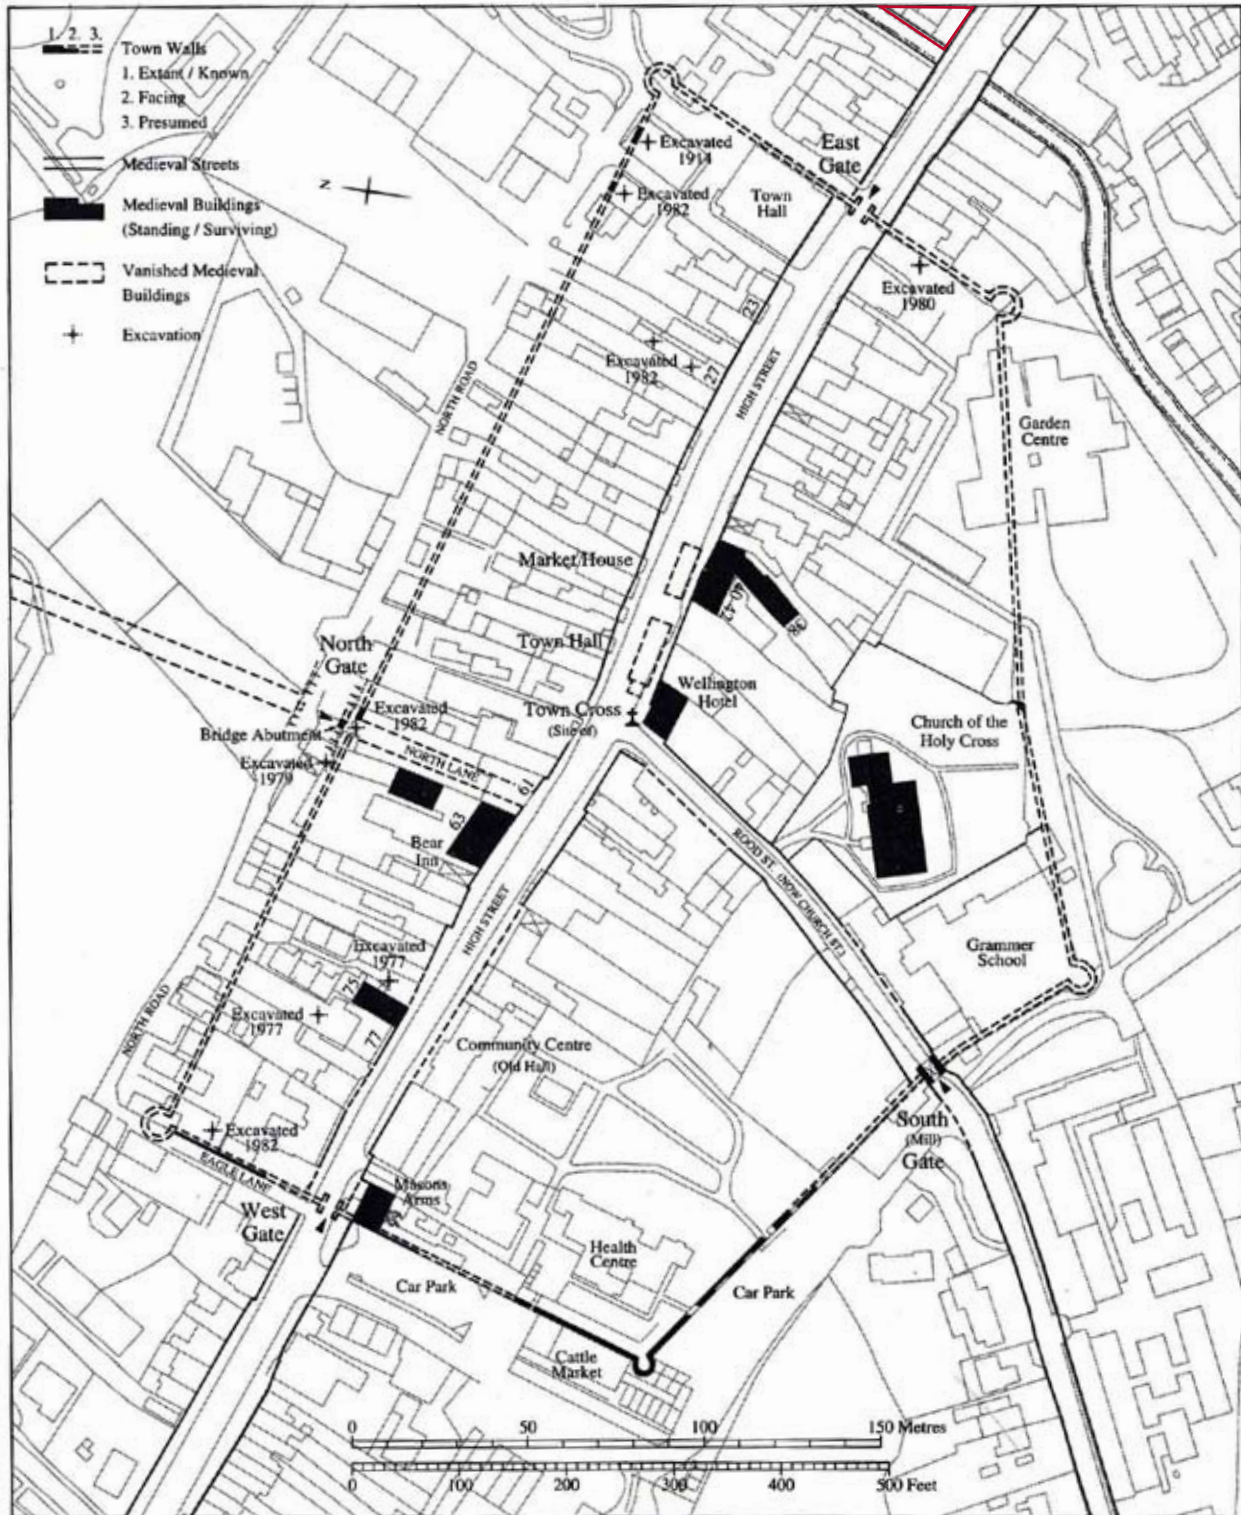 1. 2. 3.
Town Walls
1. Extant / Known
2. Facing
3. Presumed
Medieval Streets
Medieval Buildings
(Standing / Surviving)
Vanished Medieval
Buildings
Excavation
N
Excavated
1914
Excavated
1982
East
Gate
Town
Hall
Excavated
1980
23
Excavated
1982
27
HIGH STREET
NORTH ROAD
Garden
Centre
Market House
40-42
38
Town Hall
North
Gate
Wellington
Hotel
Town Cross
(Site of)
Excavated
1982
Bridge Abutment
Excavated
1979
NORTH LANE
61
63
Bear
Inn
Church of the
Holy Cross
ROOD ST. (NOW CHURCH ST.)
HIGH STREET
Excavated
1977
75
Excavated
1977
77
Grammer
School
NORTH ROAD
Community Centre
(Old Hall)
Excavated
1982
EAGLE LANE
South
(Mill)
Gate
West
Gate
Masons
Arms
Health
Centre
Car Park
Car Park
Cattle
Market
0 50 100 150 Metres
0 100 200 300 400 500 Feet